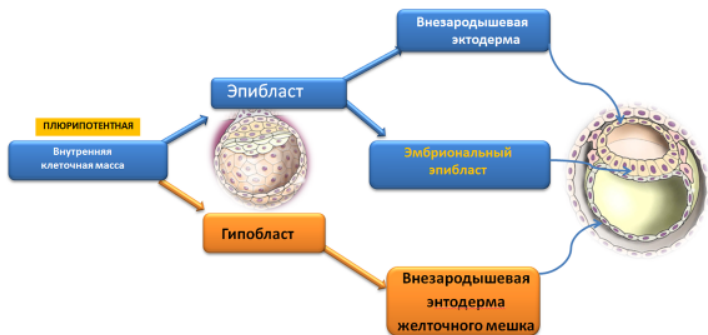 Внезародышевая
эктодерма
Эпибласт
ПЛЮРИПОТЕНТНАЯ
Внутренняя
клеточная масса
Эмбриональный
эпибласт
Гипобласт
Внезародышевая
энтодерма
желточного мешка